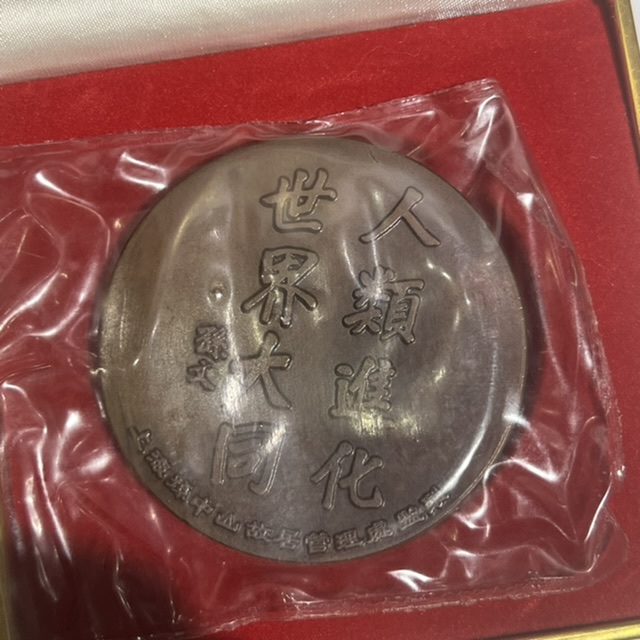 人類進化
世界大同
孫文
上海孫中山故居管理處監製